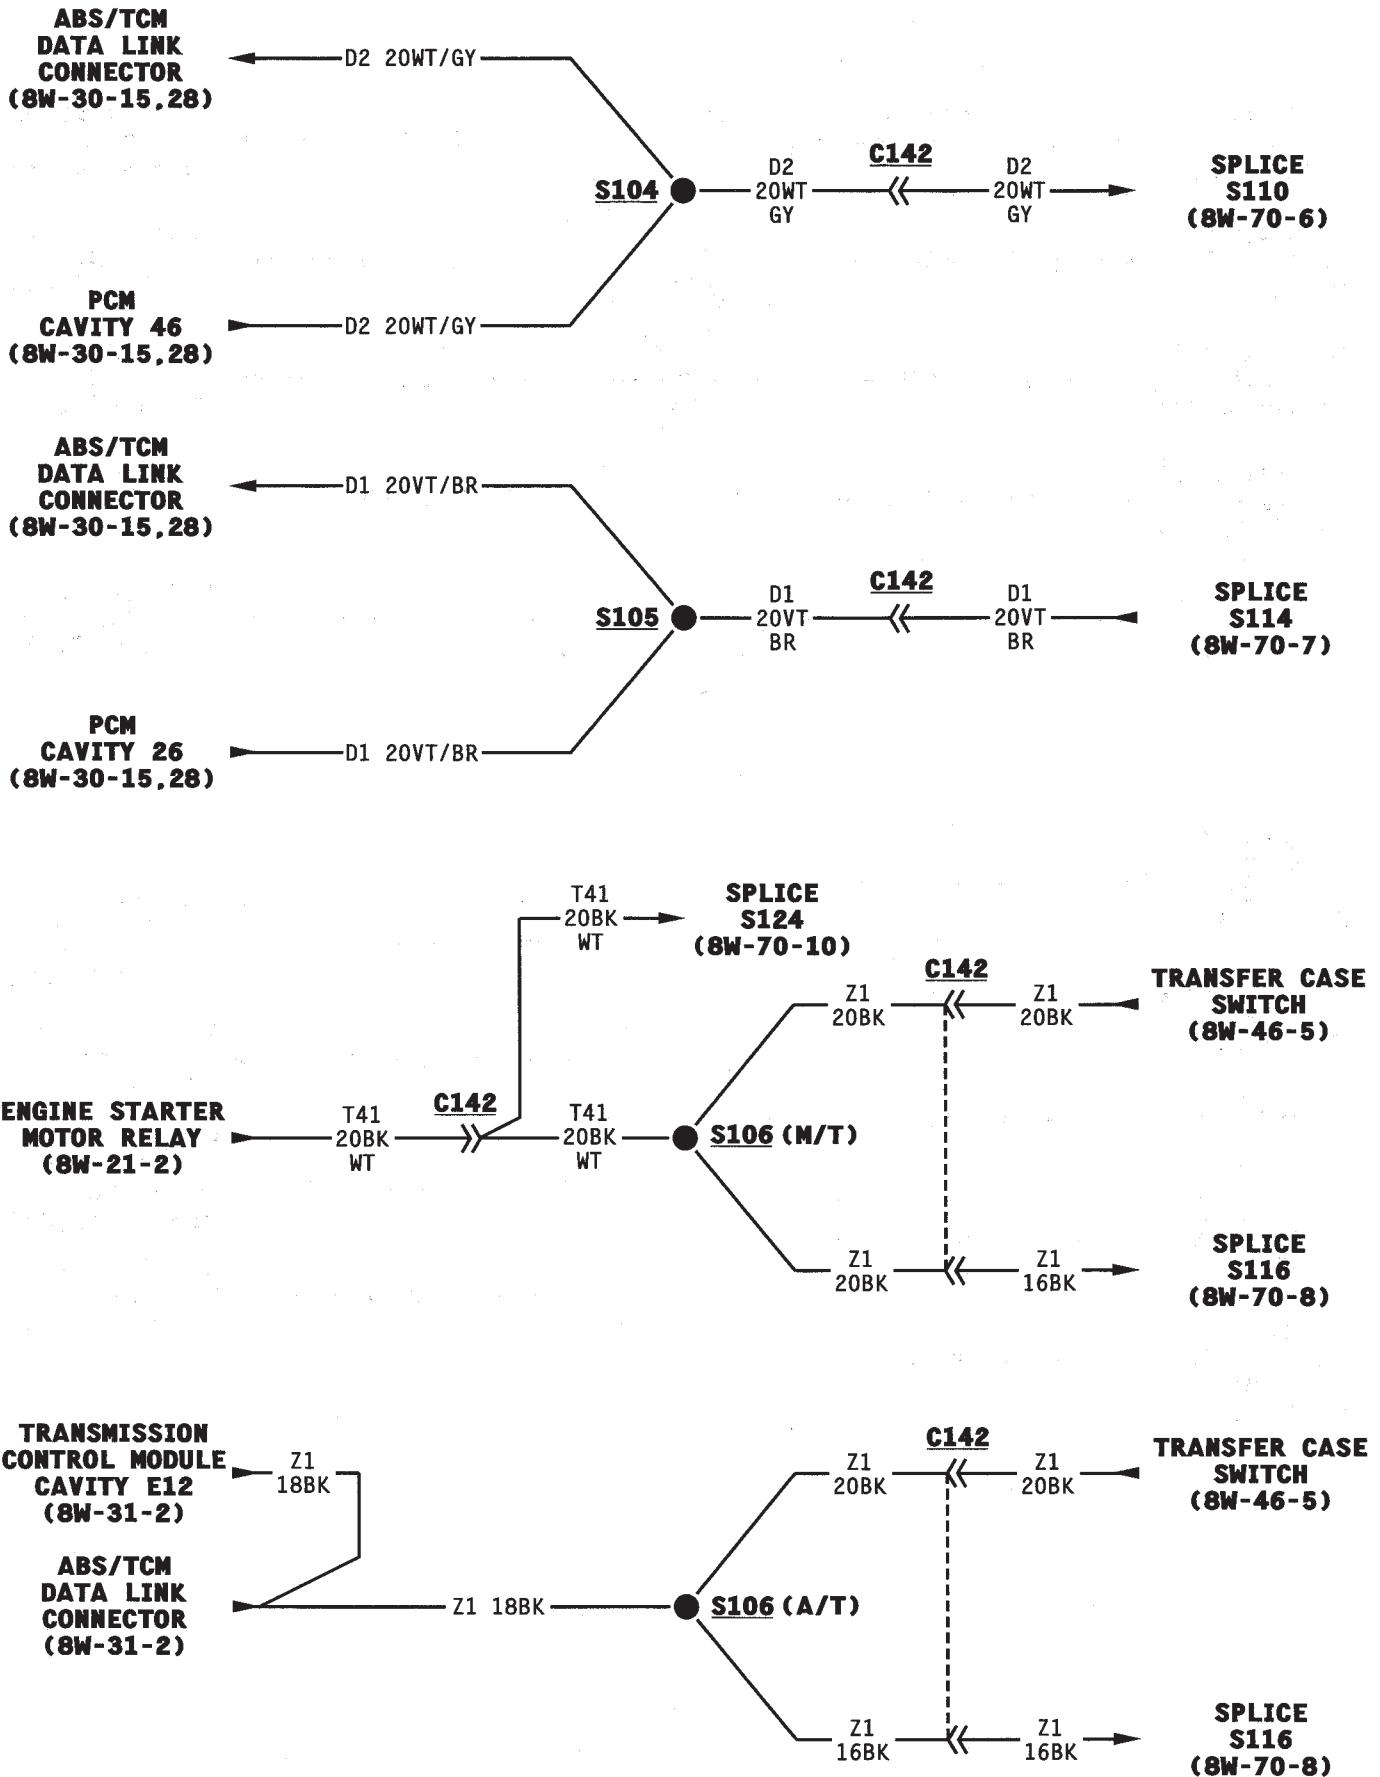 ABS/TCM
DATA LINK
CONNECTOR
(8W-30-15,28)
D2 20WT/GY
S104
D2
20WT
GY
C142
D2
20WT
GY
SPLICE
S110
(8W-70-6)
PCM
CAVITY 46
(8W-30-15,28)
D2 20WT/GY
ABS/TCM
DATA LINK
CONNECTOR
(8W-30-15,28)
D1 20VT/BR
S105
D1
20VT
BR
C142
D1
20VT
BR
SPLICE
S114
(8W-70-7)
PCM
CAVITY 26
(8W-30-15,28)
D1 20VT/BR
T41
20BK
WT
SPLICE
S124
(8W-70-10)
ENGINE STARTER
MOTOR RELAY
(8W-21-2)
T41
20BK
WT
C142
T41
20BK
WT
S106 (M/T)
Z1
20BK
C142
Z1
20BK
TRANSFER CASE
SWITCH
(8W-46-5)
Z1
20BK
Z1
16BK
SPLICE
S116
(8W-70-8)
TRANSMISSION
CONTROL MODULE
CAVITY E12
(8W-31-2)
Z1
18BK
ABS/TCM
DATA LINK
CONNECTOR
(8W-31-2)
Z1 18BK
S106 (A/T)
Z1
20BK
C142
Z1
20BK
TRANSFER CASE
SWITCH
(8W-46-5)
Z1
16BK
Z1
16BK
SPLICE
S116
(8W-70-8)